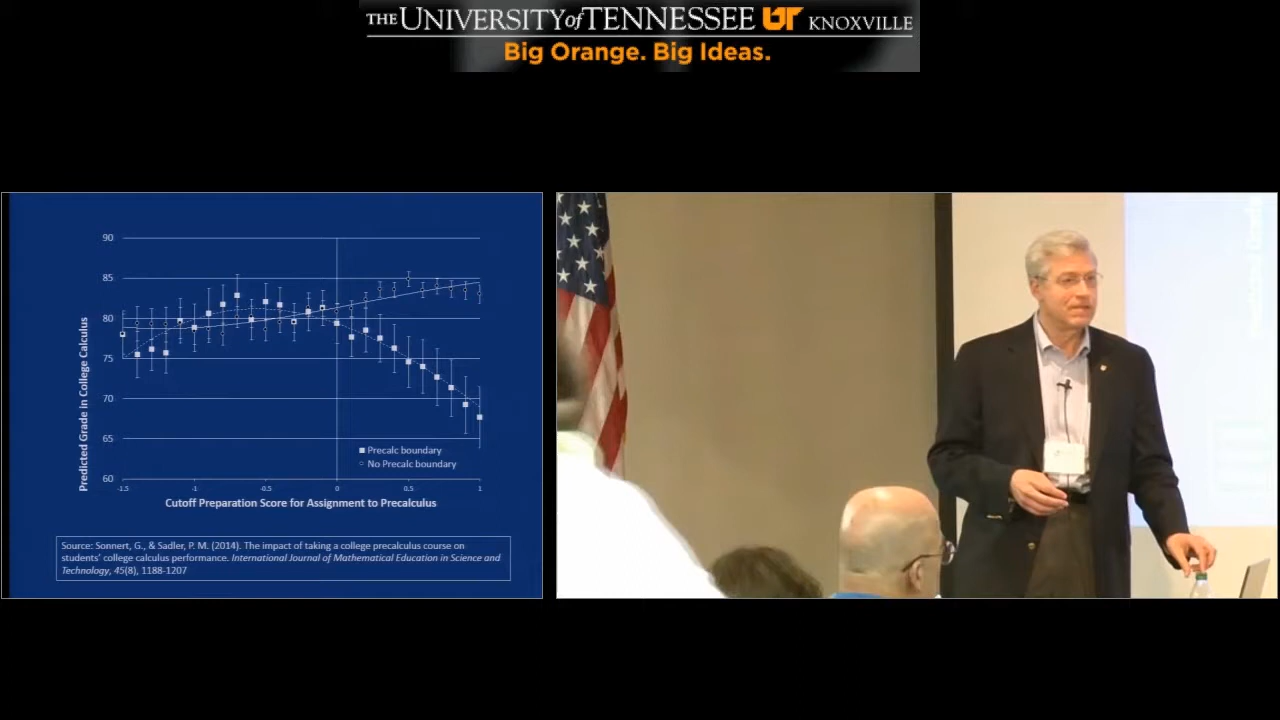 THE UNIVERSITY of TENNESSEE UT KNOXVILLE
Big Orange. Big Ideas.
90
85
80
75
70
65
60
Predicted Grade in College Calculus
Precalc boundary
No Precalc boundary
-1.5 -1 -0.5 0 0.5 1
Cutoff Preparation Score for Assignment to Precalculus
Source: Sonnert, G., & Sadler, P. M. (2014). The impact of taking a college precalculus course on
students' college calculus performance. International Journal of Mathematical Education in Science and
Technology, 45(8), 1188-1207